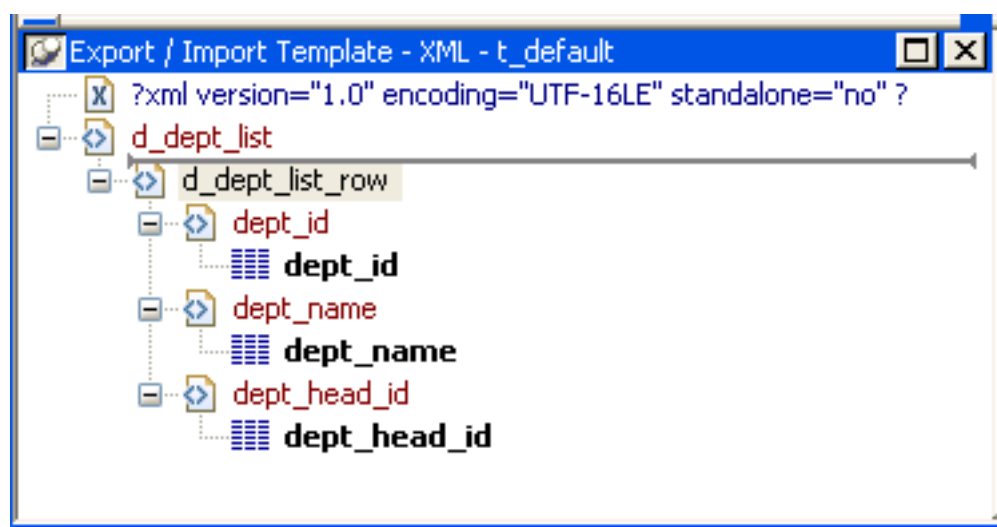 Export / Import Template - XML - t_default
?xml version="1.0" encoding="UTF-16LE" standalone="no" ?
d_dept_list
d_dept_list_row
dept_id
dept_id
dept_name
dept_name
dept_head_id
dept_head_id